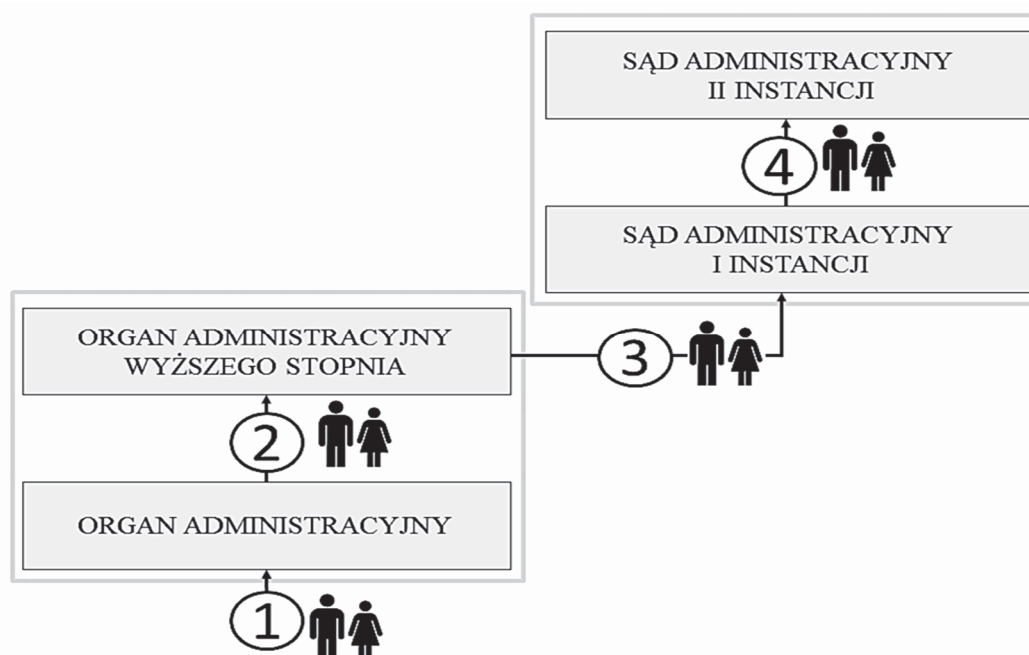 SĄD ADMINISTRACYJNY
II INSTANCJI
4
SĄD ADMINISTRACYJNY
I INSTANCJI
ORGAN ADMINISTRACYJNY
WYŻSZEGO STOPNIA
3
2
ORGAN ADMINISTRACYJNY
1